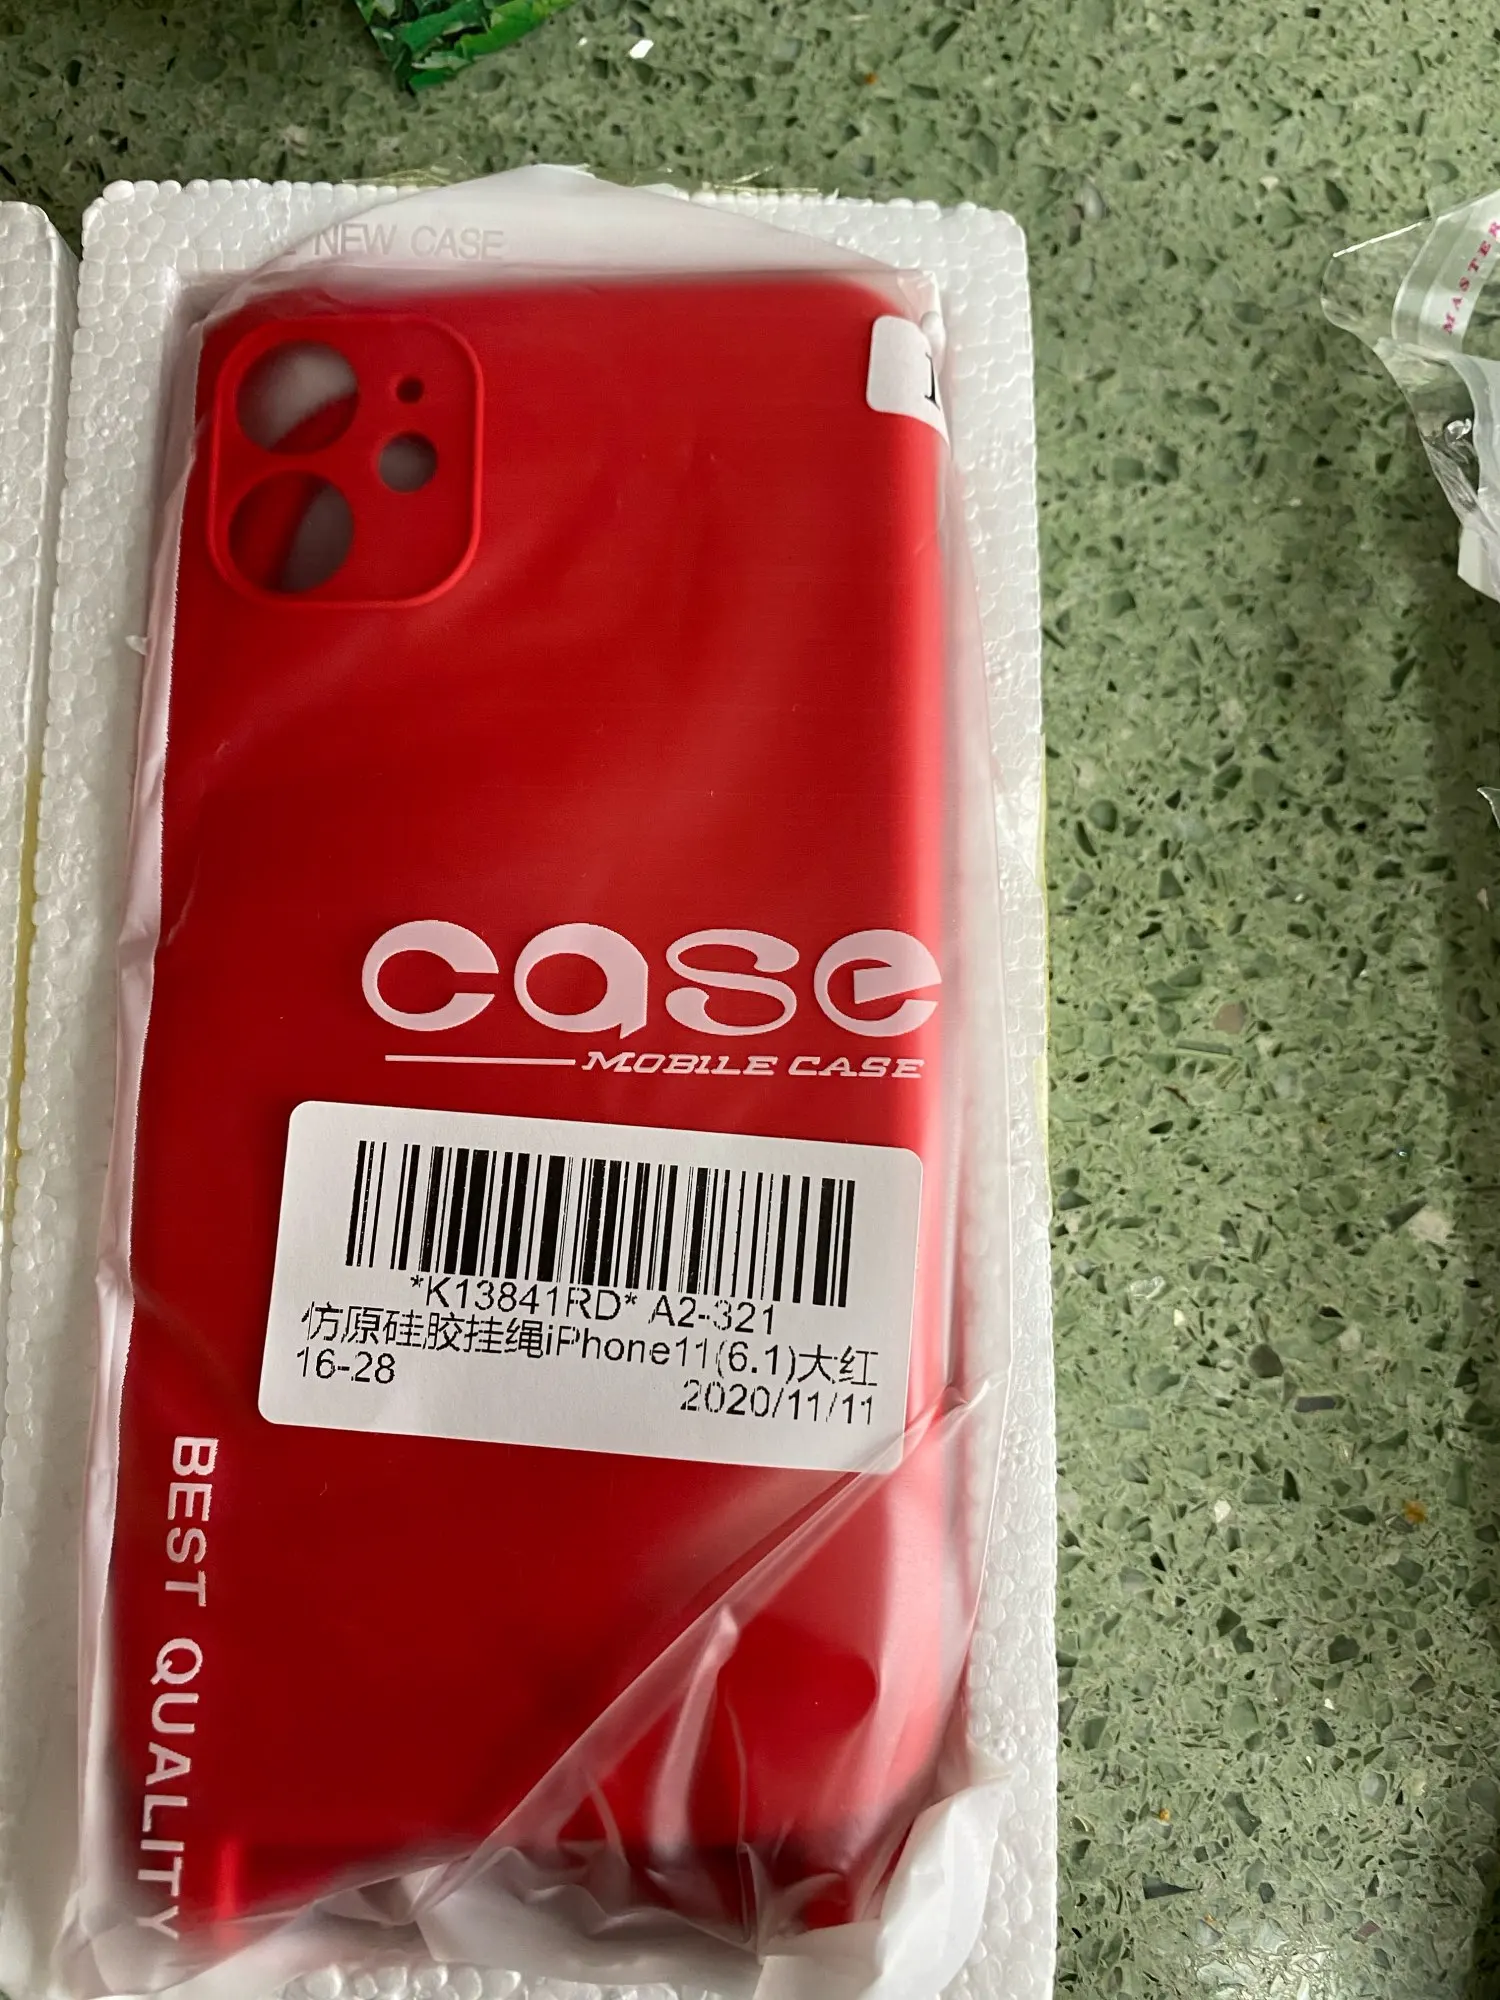 NEW CASE
MASTER
case
MOBILE CASE
*K13841RD* A2-321
仿原硅胶挂绳iPhone11(6.1)大红
16-28
2020/11/11
BEST QUALITY